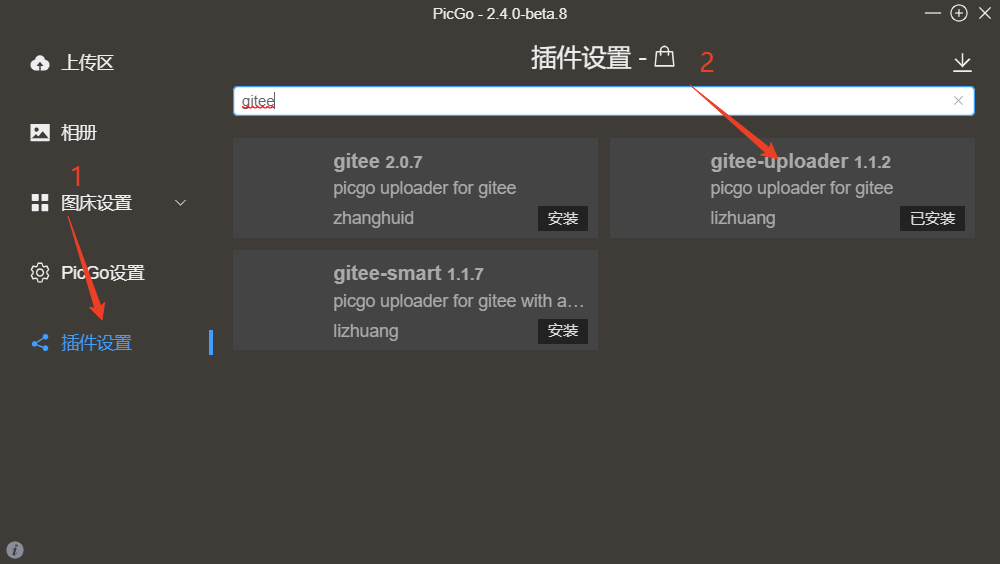 PicGo - 2.4.0-beta.8
上传区
相册
1
图床设置
PicGo设置
插件设置
插件设置 -
2
gitee
gitee 2.0.7
picgo uploader for gitee
zhanghuid
安装
gitee-uploader 1.1.2
picgo uploader for gitee
lizhuang
已安装
gitee-smart 1.1.7
picgo uploader for gitee with a…
lizhuang
安装